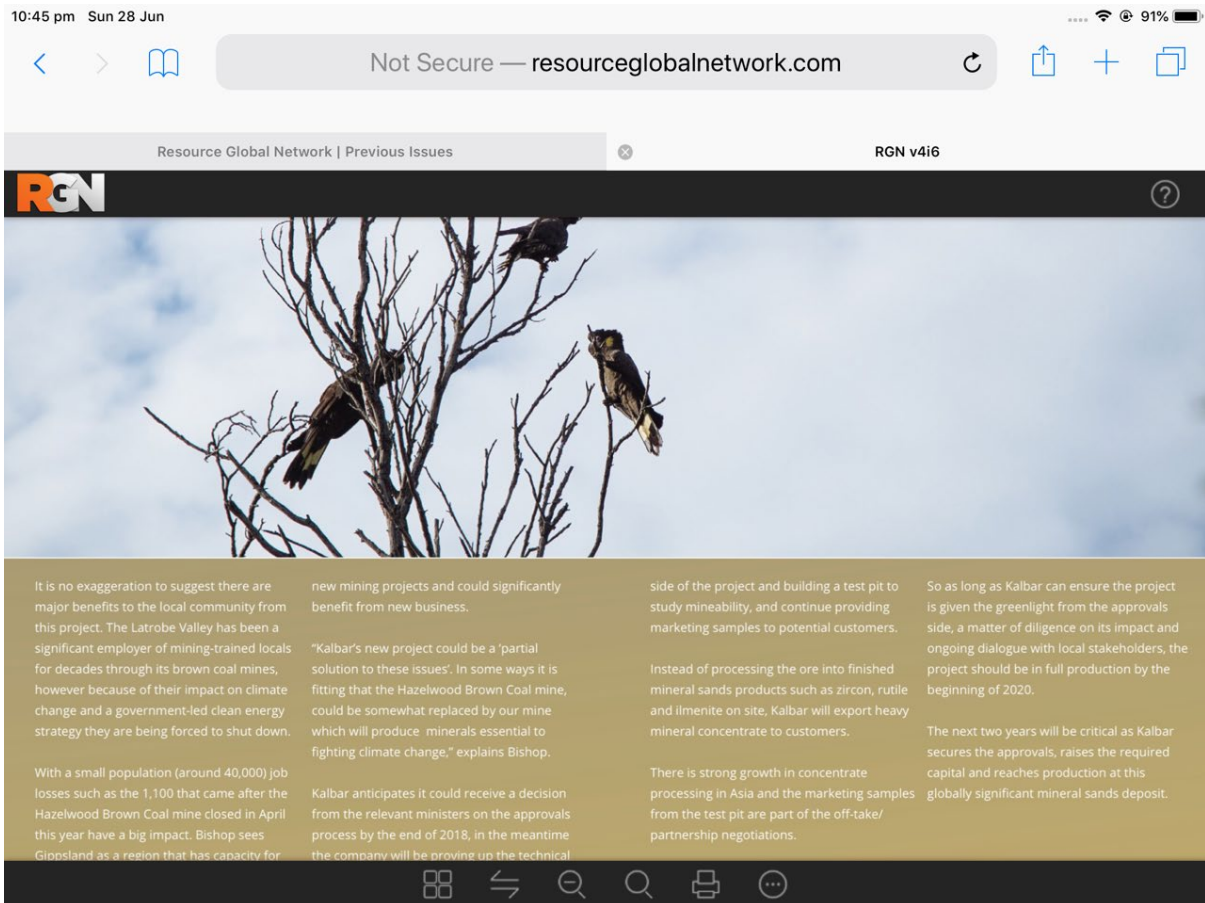 10:45 pm Sun 28 Jun
91%
Not Secure — resourceglobalnetwork.com
Resource Global Network | Previous Issues
RGN v4i6
RGN
It is no exaggeration to suggest there are
major benefits to the local community from
this project. The Latrobe Valley has been a
significant employer of mining-trained locals
for decades through its brown coal mines,
however because of their impact on climate
change and a government-led clean energy
strategy they are being forced to shut down.
With a small population (around 40,000) job
losses such as the 1,100 that came after the
Hazelwood Brown Coal mine closed in April
this year have a big impact. Bishop sees
Gippsland as a region that has capacity for
new mining projects and could significantly
benefit from new business.
"Kalbar's new project could be a 'partial
solution to these issues'. In some ways it is
fitting that the Hazelwood Brown Coal mine,
could be somewhat replaced by our mine
which will produce minerals essential to
fighting climate change," explains Bishop.
Kalbar anticipates it could receive a decision
from the relevant ministers on the approvals
process by the end of 2018, in the meantime
the company will be proving up the technical
side of the project and building a test pit to
study mineability, and continue providing
marketing samples to potential customers.
Instead of processing the ore into finished
mineral sands products such as zircon, rutile
and ilmenite on site, Kalbar will export heavy
mineral concentrate to customers.
There is strong growth in concentrate
processing in Asia and the marketing samples
from the test pit are part of the off-take/
partnership negotiations.
So as long as Kalbar can ensure the project
is given the greenlight from the approvals
side, a matter of diligence on its impact and
ongoing dialogue with local stakeholders, the
project should be in full production by the
beginning of 2020.
The next two years will be critical as Kalbar
secures the approvals, raises the required
capital and reaches production at this
globally significant mineral sands deposit.